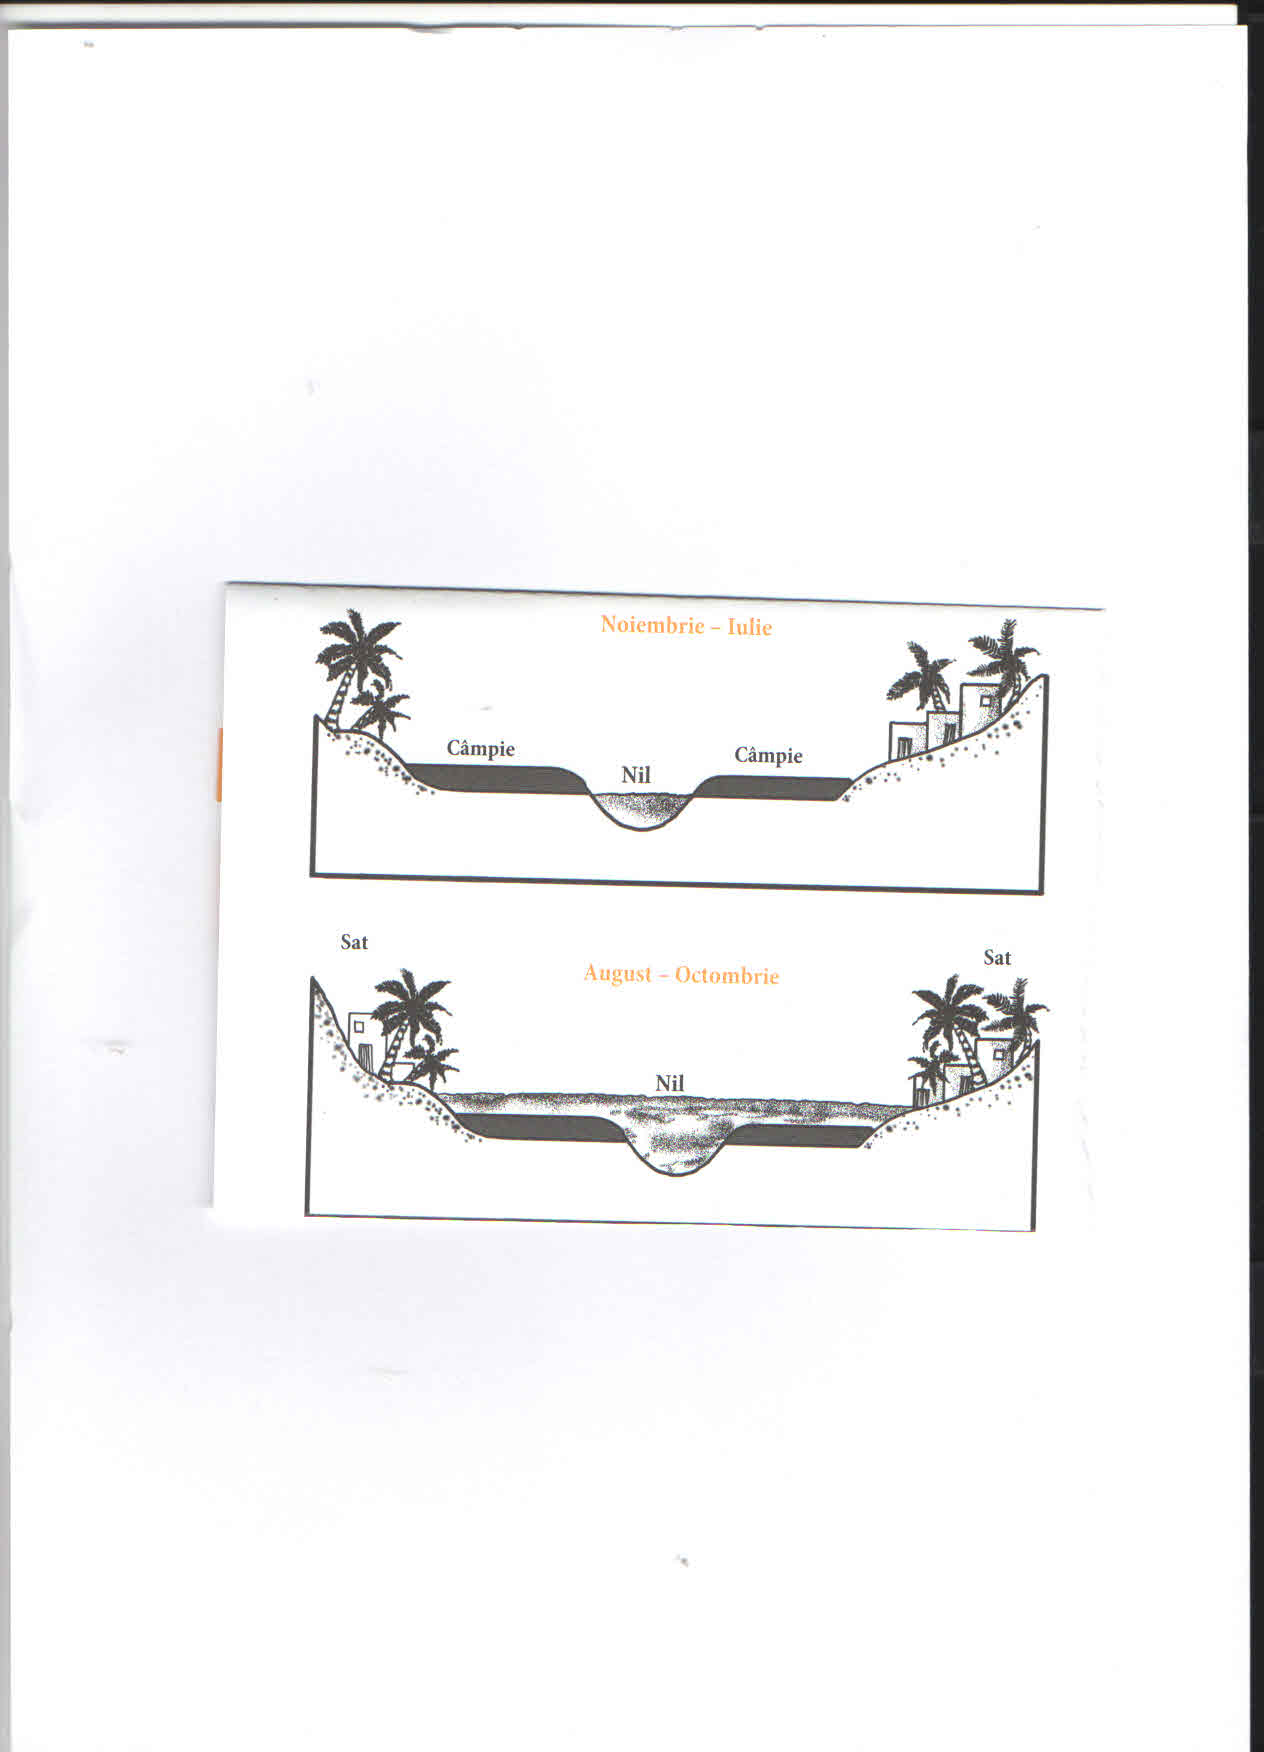 Noiembrie – Iulie
Câmpie
Nil
Câmpie
Sat
Sat
August – Octombrie
Nil